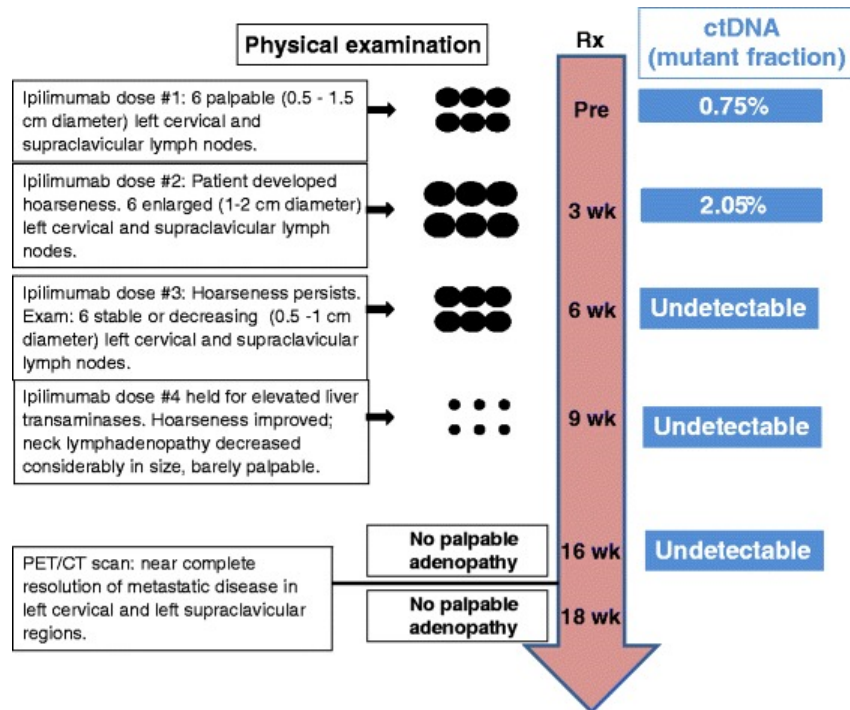 Physical examination
Rx
ctDNA
(mutant fraction)
Ipilimumab dose #1: 6 palpable (0.5 - 1.5
cm diameter) left cervical and
supraclavicular lymph nodes.
Pre
0.75%
Ipilimumab dose #2: Patient developed
hoarseness. 6 enlarged (1-2 cm diameter)
left cervical and supraclavicular lymph
nodes.
3 wk
2.05%
Ipilimumab dose #3: Hoarseness persists.
Exam: 6 stable or decreasing (0.5 -1 cm
diameter) left cervical and supraclavicular
lymph nodes.
6 wk
Undetectable
Ipilimumab dose #4 held for elevated liver
transaminases. Hoarseness improved;
neck lymphadenopathy decreased
considerably in size, barely palpable.
9 wk
Undetectable
No palpable
adenopathy
16 wk
Undetectable
PET/CT scan: near complete
resolution of metastatic disease in
left cervical and left supraclavicular
regions.
No palpable
adenopathy
18 wk